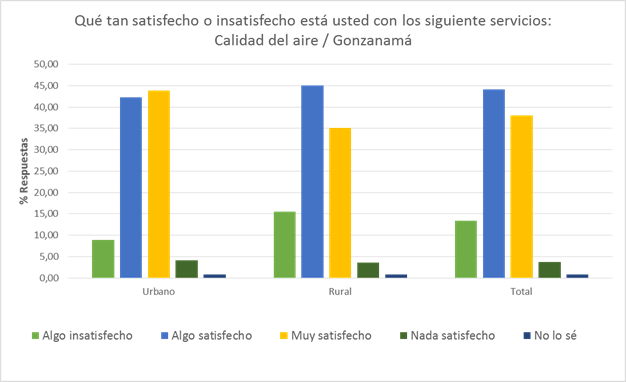 Qué tan satisfecho o insatisfecho está usted con los siguiente servicios:
Calidad del aire / Gonzanamá
50,00
45,00
40,00
35,00
30,00
25,00
20,00
15,00
10,00
5,00
0,00
% Respuestas
Urbano Rural Total
Algo insatisfecho Algo satisfecho Muy satisfecho Nada satisfecho No lo sé